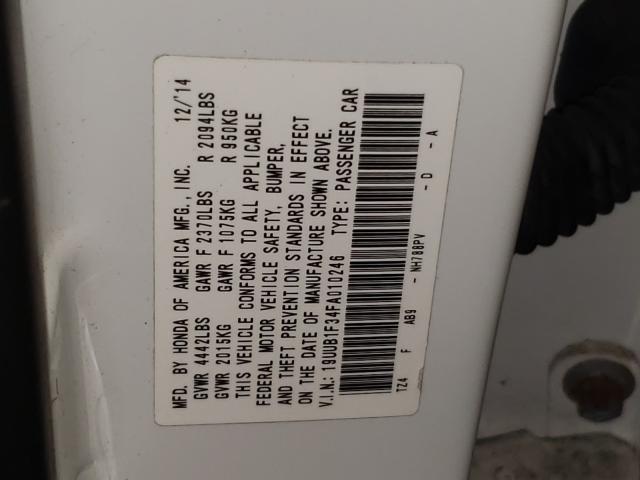 MFD. BY HONDA OF AMERICA MFG., INC. 12/'14
GVWR 4442LBS GAWR F 2370LBS R 2094LBS
GVWR 2015KG GAWR F 1075KG R 950KG
THIS VEHICLE CONFORMS TO ALL APPLICABLE
FEDERAL MOTOR VEHICLE SAFETY, BUMPER,
AND THEFT PREVENTION STANDARDS IN EFFECT
ON THE DATE OF MANUFACTURE SHOWN ABOVE.
V.I.N.: 19UUB1F34FA010246 TYPE: PASSENGER CAR
TZ4 F AB9 - NH788PV - D - A